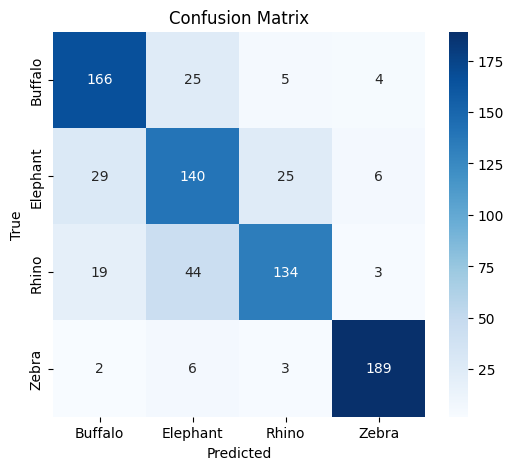 Confusion Matrix
True
Buffalo 166 25 5 4
Elephant 29 140 25 6
Rhino 19 44 134 3
Zebra 2 6 3 189
Buffalo Elephant Rhino Zebra
Predicted
175
150
125
100
75
50
25